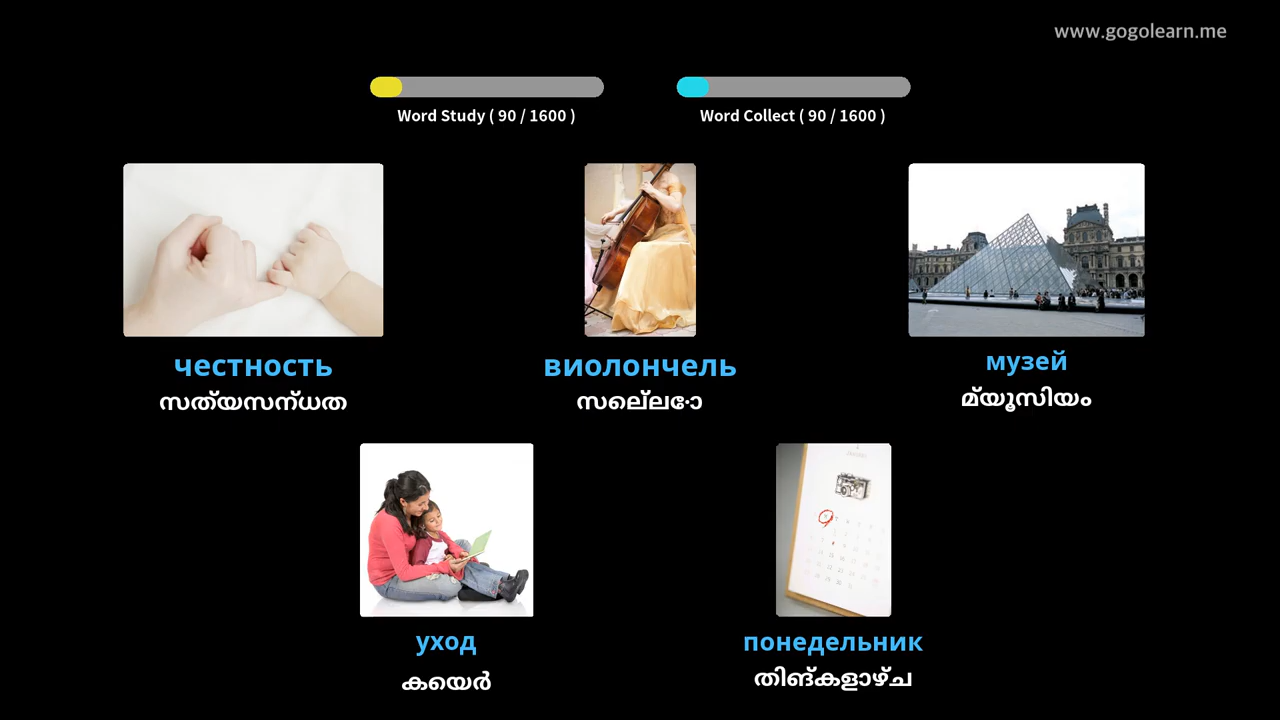 www.gogolearn.me
Word Study ( 90 / 1600 )
Word Collect ( 90 / 1600 )
честность
സത്യസന്ധത
виолончель
സെല്ലോ
музей
മ്യൂസിയം
уход
കെയർ
понедельник
തിങ്കളാഴ്ച